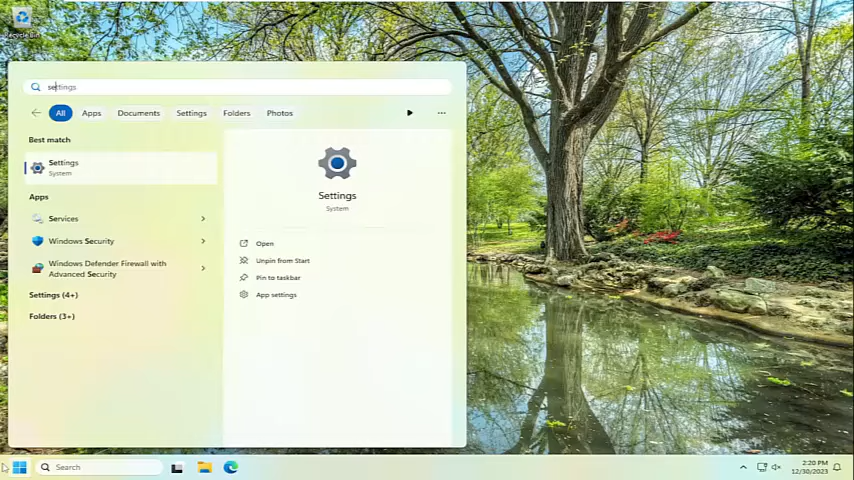 Recycle Bin
settings
All Apps Documents Settings Folders Photos
Best match
Settings
System
Apps
Services
Windows Security
Windows Defender Firewall with
Advanced Security
Settings (4+)
Folders (3+)
Settings
System
Open
Unpin from Start
Pin to taskbar
App settings
Search
2:20 PM
12/30/2023